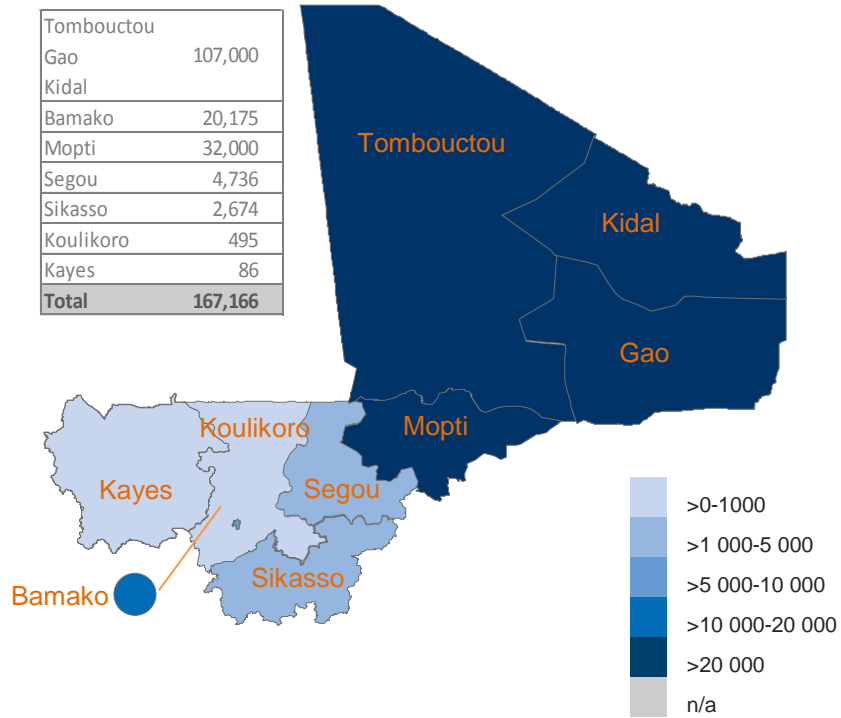 Tombouctou
Gao 107,000
Kidal
Bamako 20,175
Mopti 32,000
Segou 4,736
Sikasso 2,674
Koulikoro 495
Kayes 86
Total 167,166
Tombouctou
Kidal
Gao
Mopti
Koulikoro
Kayes
Segou
Sikasso
Bamako
>0-1000
>1 000-5 000
>5 000-10 000
>10 000-20 000
>20 000
n/a